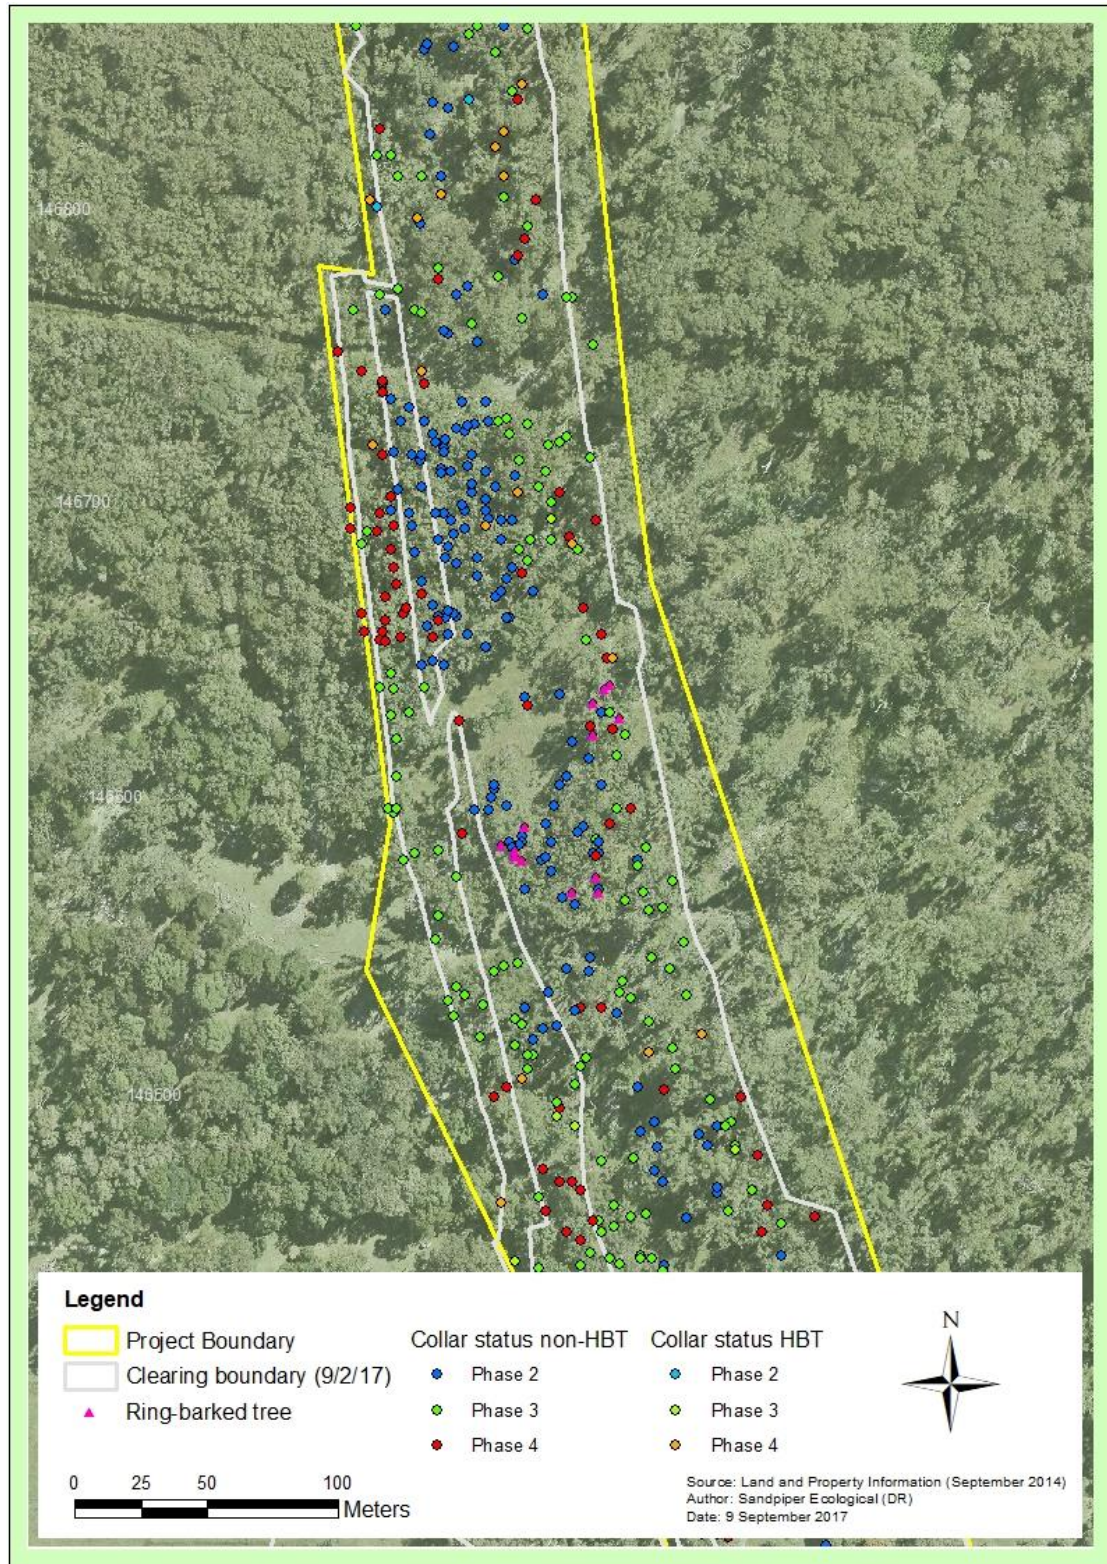 146800
146700
146600
146500
Legend
Project Boundary
Clearing boundary (9/2/17)
Ring-barked tree
Collar status non-HBT
Phase 2
Phase 3
Phase 4
Collar status HBT
Phase 2
Phase 3
Phase 4
N
0 25 50 100
Meters
Source: Land and Property Information (September 2014)
Author: Sandpiper Ecological (DR)
Date: 9 September 2017